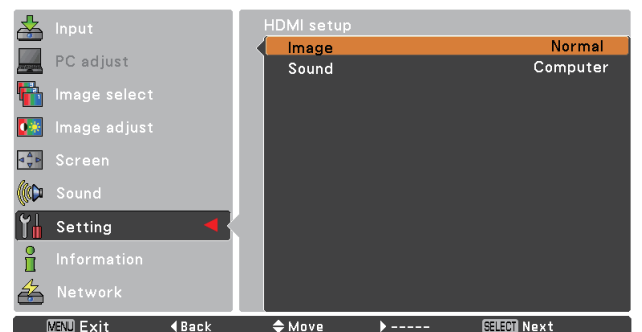 Input
PC adjust
Image select
Image adjust
Screen
Sound
Setting
Information
Network
HDMI setup
Image Normal
Sound Computer
MENU Exit Back Move ----- SELECT Next